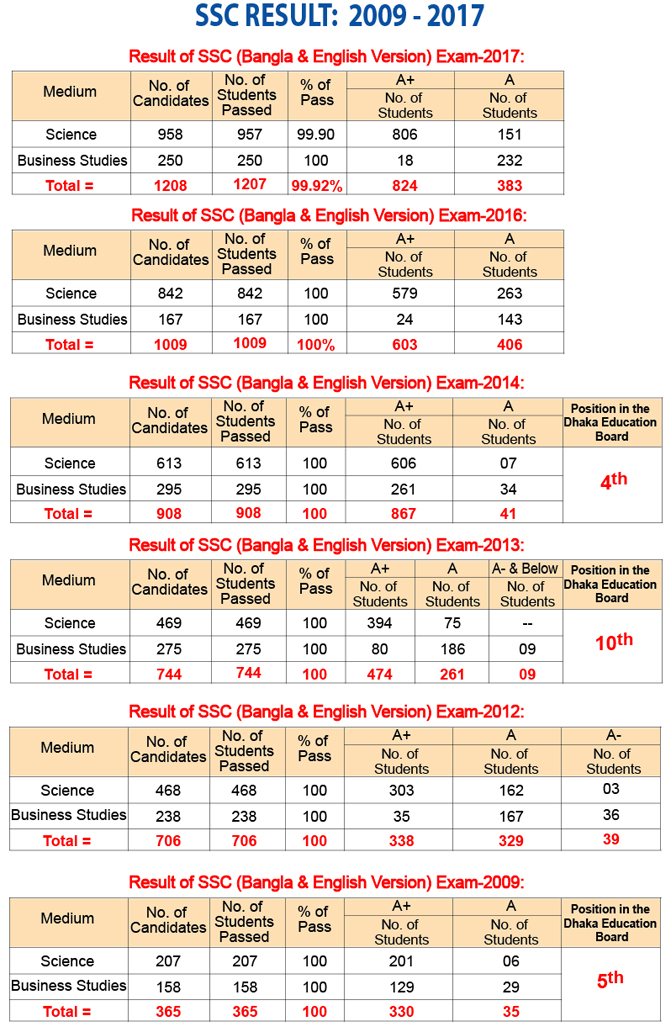 SSC RESULT: 2009 - 2017
Result of SSC (Bangla & English Version) Exam-2017:
Medium No. of Candidates No. of Students Passed % of Pass A+ No. of Students A No. of Students
Science 958 957 99.90 806 151
Business Studies 250 250 100 18 232
Total = 1208 1207 99.92% 824 383
Result of SSC (Bangla & English Version) Exam-2016:
Medium No. of Candidates No. of Students Passed % of Pass A+ No. of Students A No. of Students
Science 842 842 100 579 263
Business Studies 167 167 100 24 143
Total = 1009 1009 100% 603 406
Result of SSC (Bangla & English Version) Exam-2014:
Medium No. of Candidates No. of Students Passed % of Pass A+ No. of Students A No. of Students Position in the Dhaka Education Board
Science 613 613 100 606 07 4th
Business Studies 295 295 100 261 34
Total = 908 908 100 867 41
Result of SSC (Bangla & English Version) Exam-2013:
Medium No. of Candidates No. of Students Passed % of Pass A+ No. of Students A No. of Students A- & Below No. of Students Position in the Dhaka Education Board
Science 469 469 100 394 75 -- 10th
Business Studies 275 275 100 80 186 09
Total = 744 744 100 474 261 09
Result of SSC (Bangla & English Version) Exam-2012:
Medium No. of Candidates No. of Students Passed % of Pass A+ No. of Students A No. of Students A- No. of Students
Science 468 468 100 303 162 03
Business Studies 238 238 100 35 167 36
Total = 706 706 100 338 329 39
Result of SSC (Bangla & English Version) Exam-2009:
Medium No. of Candidates No. of Students Passed % of Pass A+ No. of Students A No. of Students Position in the Dhaka Education Board
Science 207 207 100 201 06 5th
Business Studies 158 158 100 129 29
Total = 365 365 100 330 35